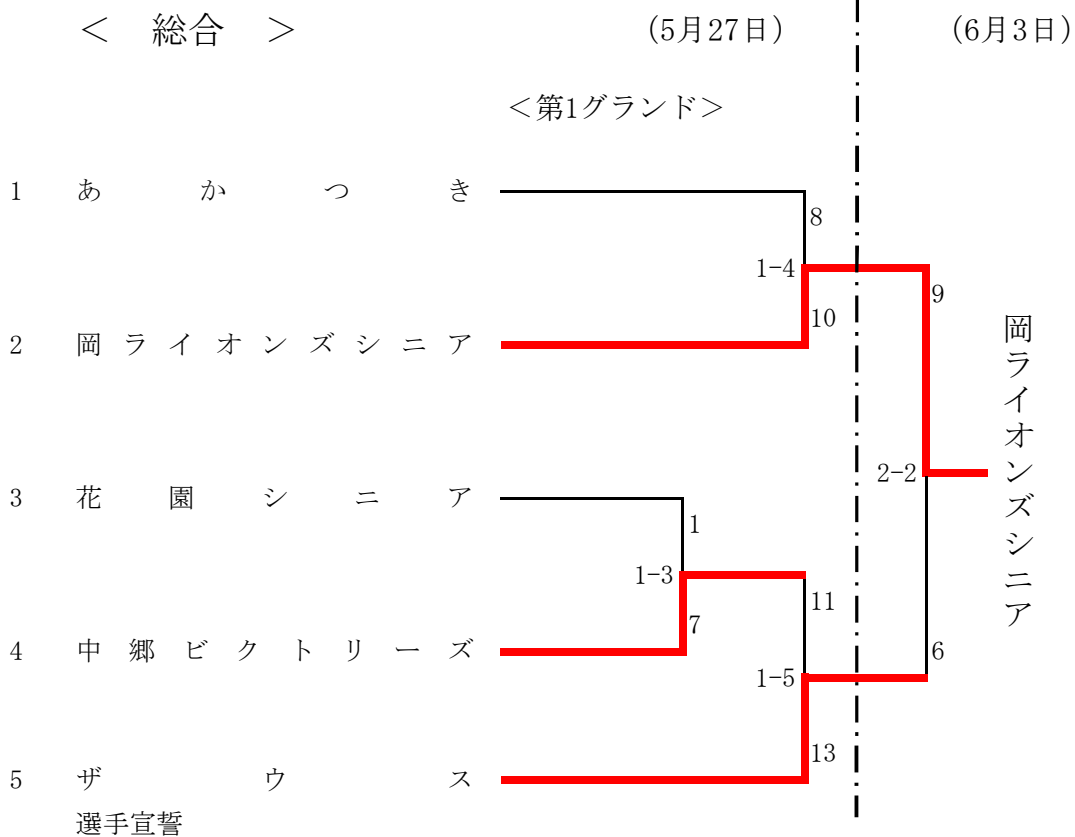 ＜ 総合 ＞ (5月27日) (6月3日)
＜第1グランド＞
1 あかつき
8
1-4
9
10
2 岡ライオンズシニア
岡ライオンズシニア
2-2
3 花園シニア
1
1-3
11
7
4 中郷ビクトリーズ
6
1-5
13
5 ザウス
選手宣誓